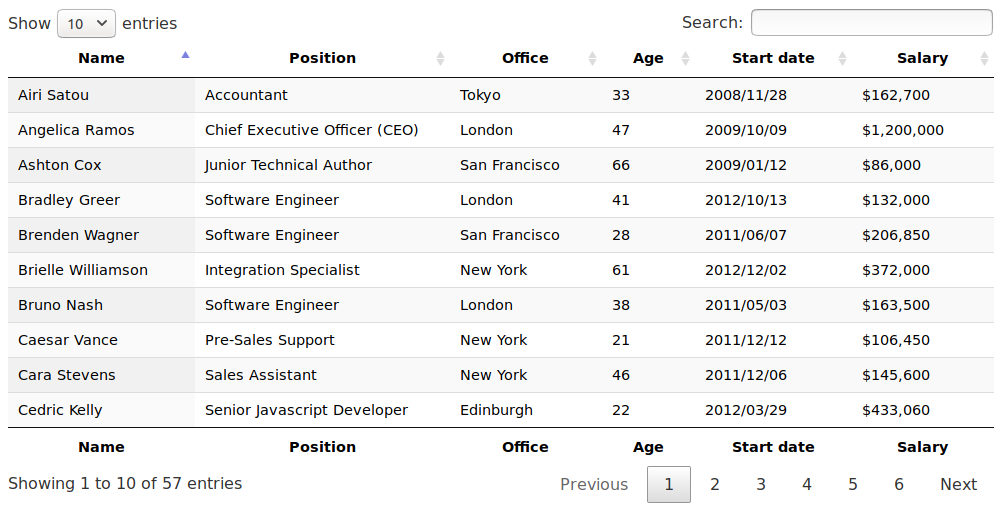 Show 10 entries Search:
Name Position Office Age Start date Salary
Airi Satou Accountant Tokyo 33 2008/11/28 $162,700
Angelica Ramos Chief Executive Officer (CEO) London 47 2009/10/09 $1,200,000
Ashton Cox Junior Technical Author San Francisco 66 2009/01/12 $86,000
Bradley Greer Software Engineer London 41 2012/10/13 $132,000
Brenden Wagner Software Engineer San Francisco 28 2011/06/07 $206,850
Brielle Williamson Integration Specialist New York 61 2012/12/02 $372,000
Bruno Nash Software Engineer London 38 2011/05/03 $163,500
Caesar Vance Pre-Sales Support New York 21 2011/12/12 $106,450
Cara Stevens Sales Assistant New York 46 2011/12/06 $145,600
Cedric Kelly Senior Javascript Developer Edinburgh 22 2012/03/29 $433,060
Name Position Office Age Start date Salary
Showing 1 to 10 of 57 entries Previous 1 2 3 4 5 6 Next